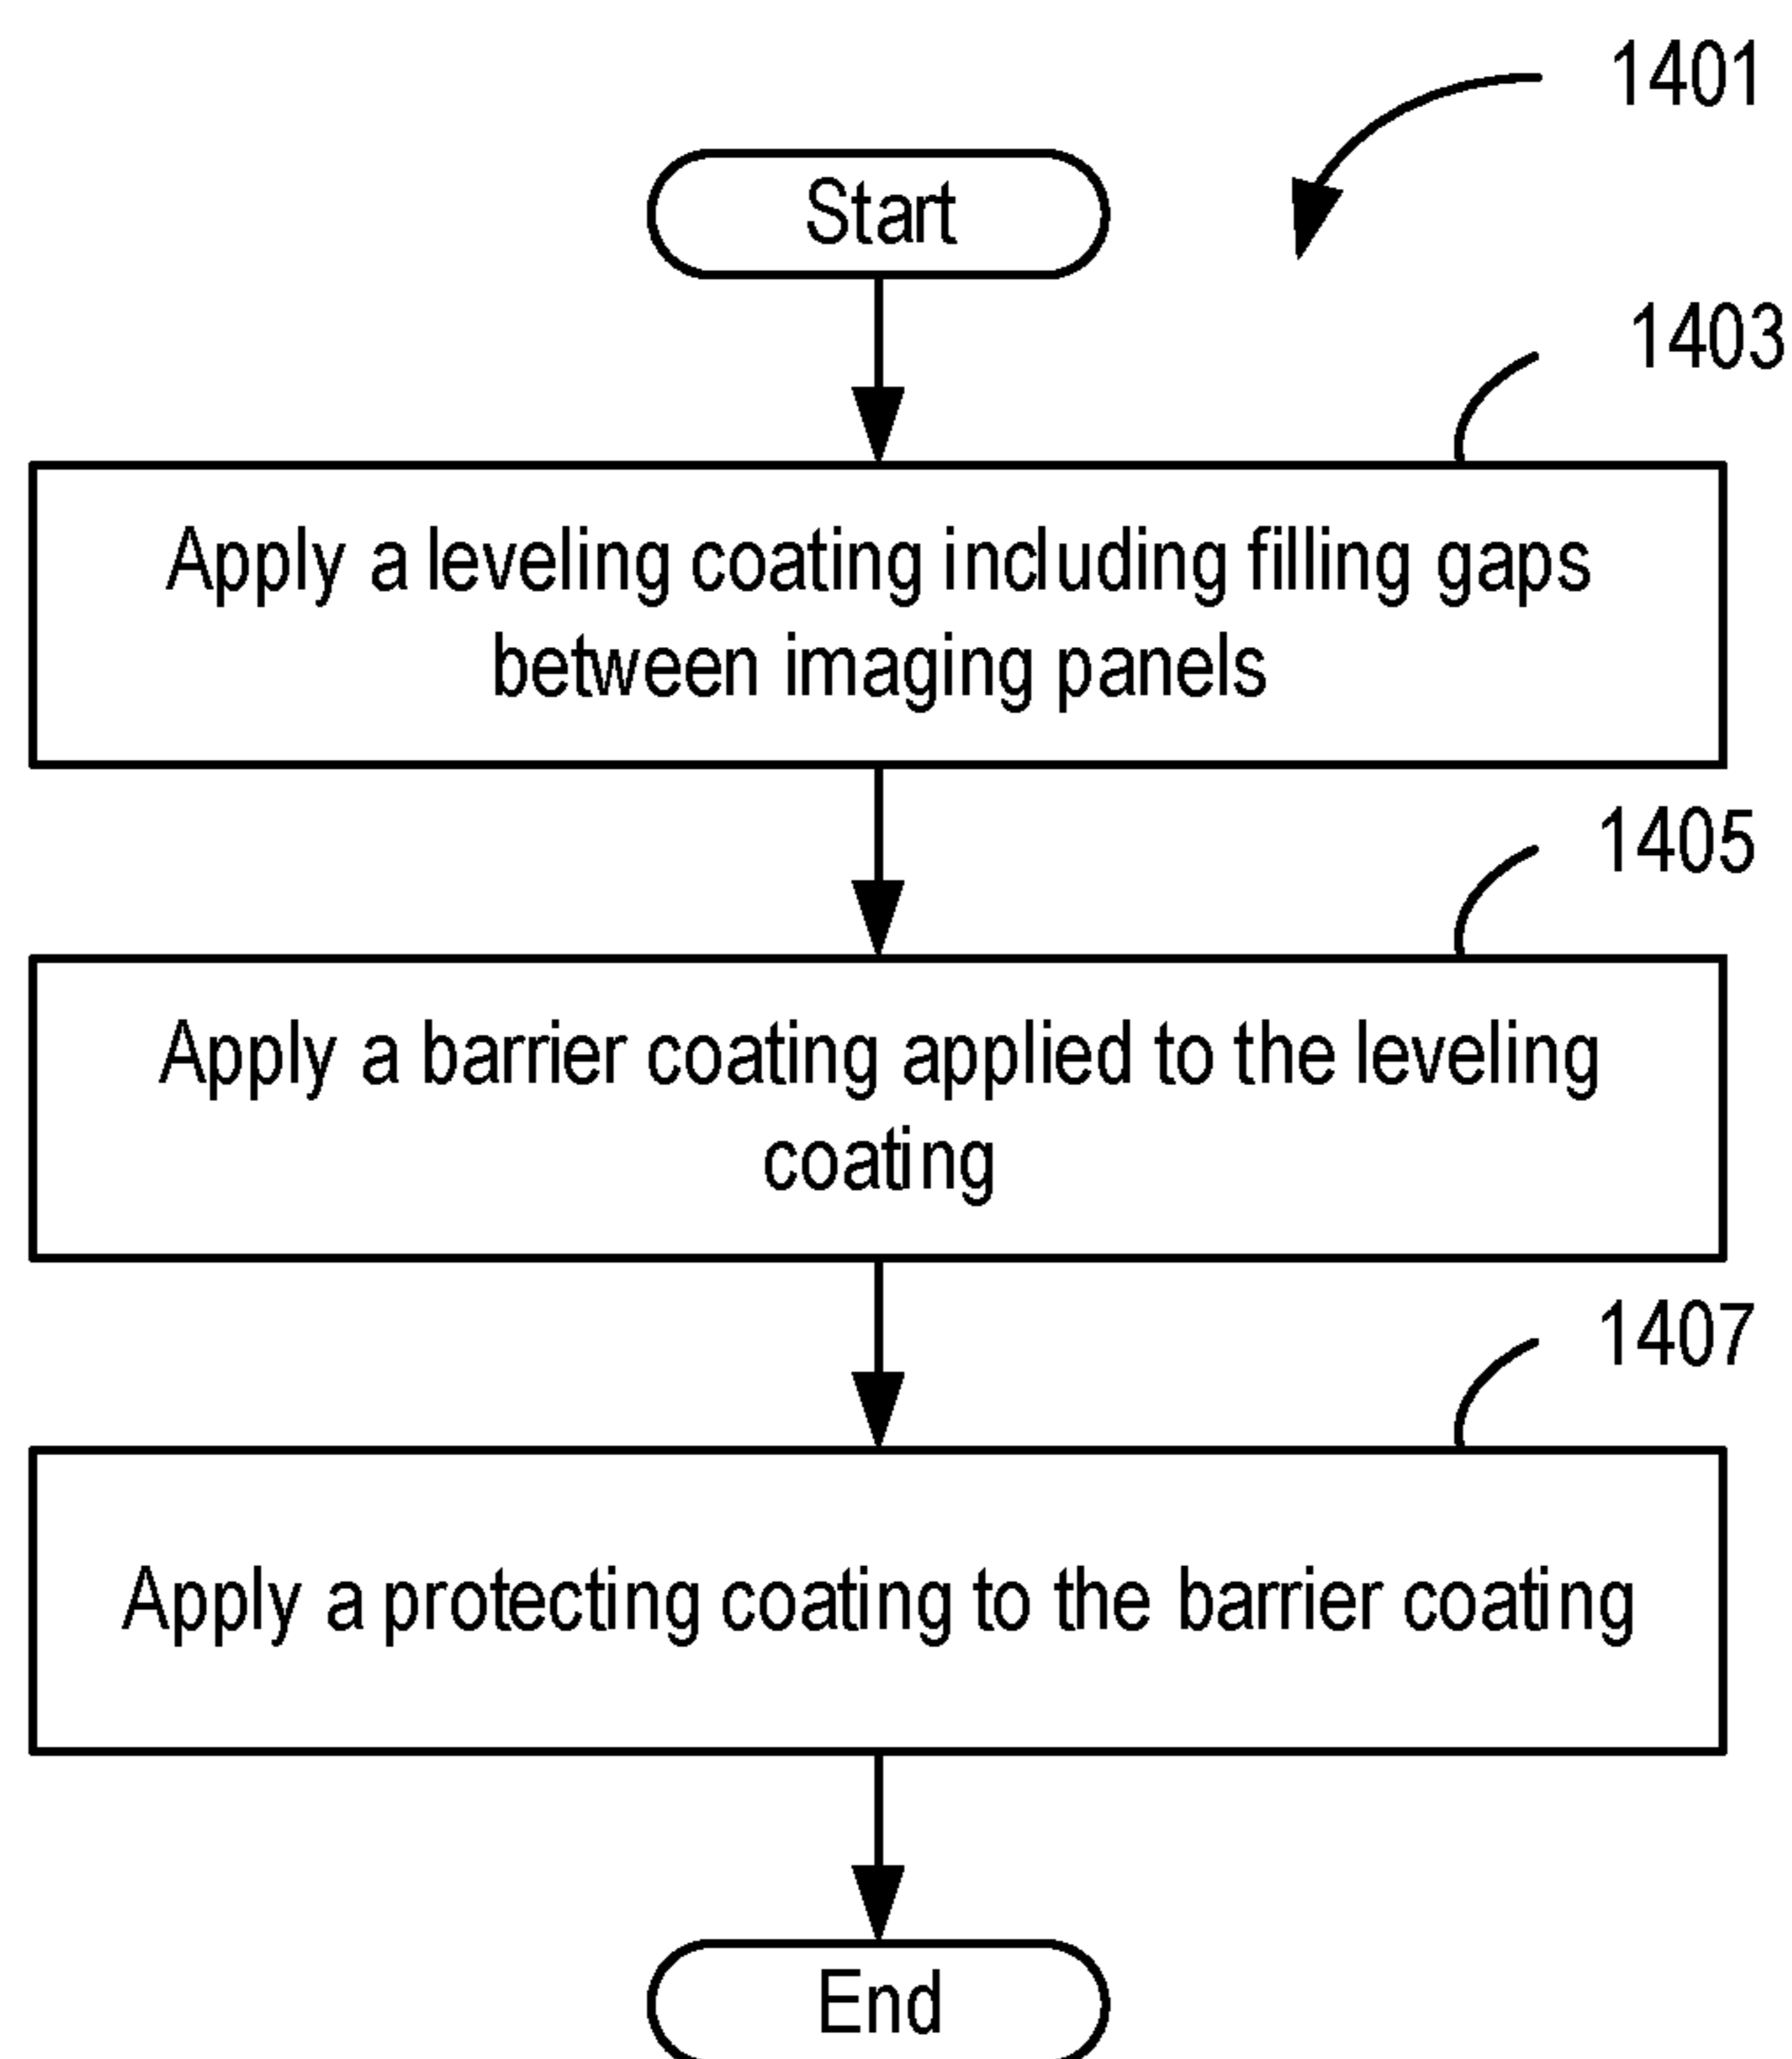 1401
Start
1403
Apply a leveling coating including filling gaps
between imaging panels
1405
Apply a barrier coating applied to the leveling
coating
1407
Apply a protecting coating to the barrier coating
End